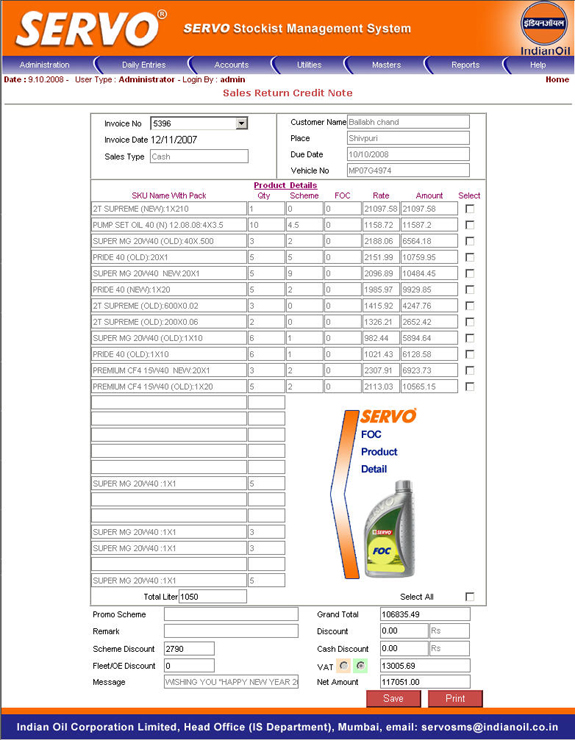 SERVO®
SERVO Stockist Management System
इंडियनऑयल
IndianOil
Administration Daily Entries Accounts Utilities Masters Reports Help
Date : 9.10.2008 - User Type : Administrator - Login By : admin Home
Sales Return Credit Note
Invoice No 5396 Customer Name Ballabh chand
Invoice Date 12/11/2007 Place Shivpuri
Sales Type Cash Due Date 10/10/2008
Vehicle No MP07G4974
Product Details
SKU Name With Pack Qty Scheme FOC Rate Amount Select
2T SUPREME (NEW):1X210 1 0 0 21097.58 21097.58
PUMP SET OIL 40 (N) 12.08.08:4X3.5 10 4.5 0 1158.72 11587.2
SUPER MG 20W40 (OLD):40X.500 3 2 0 2188.06 6564.18
PRIDE 40 (OLD):20X1 5 5 0 2151.99 10759.95
SUPER MG 20W40 NEW:20X1 5 9 0 2096.89 10484.45
PRIDE 40 (NEW):1X20 5 2 0 1985.97 9929.85
2T SUPREME (OLD):600X0.02 3 0 0 1415.92 4247.76
2T SUPREME (OLD):200X0.06 2 0 0 1326.21 2652.42
SUPER MG 20W40 (OLD):1X10 6 1 0 982.44 5894.64
PRIDE 40 (OLD):1X10 6 1 0 1021.43 6128.58
PREMIUM CF4 15W40 NEW:20X1 3 2 0 2307.91 6923.73
PREMIUM CF4 15W40 (OLD):1X20 5 2 0 2113.03 10565.15
SERVO
FOC
Product
Detail
SUPER MG 20W40 :1X1 5
SERVO
FOC
SUPER MG 20W40 :1X1 3
SUPER MG 20W40 :1X1 3
SUPER MG 20W40 :1X1 5
Total Liter 1050 Select All
Promo Scheme Grand Total 106835.49
Remark Discount 0.00 Rs
Scheme Discount 2790 Cash Discount 0.00 Rs
Fleet/OE Discount 0 VAT 13005.69
Message WISHING YOU "HAPPY NEW YEAR Net Amount 117051.00
Save Print
Indian Oil Corporation Limited, Head Office (IS Department), Mumbai, email: servosms@indianoil.co.in